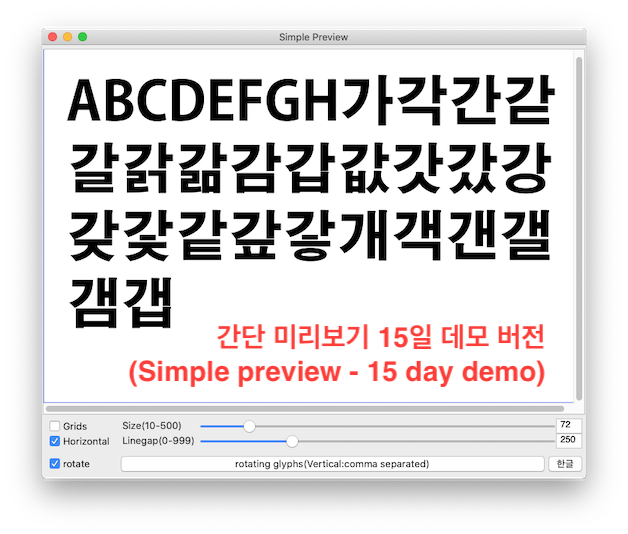 Simple Preview
ABCDEFGH가각간갇
갈갉갊감갑값갓갔강
갖갗같갚갛개객갠갤
갬갭
간단 미리보기 15일 데모 버전
(Simple preview - 15 day demo)
Grids
Size(10-500)
72
Horizontal
Linegap(0-999)
250
rotate
rotating glyphs(Vertical:comma separated)
한글